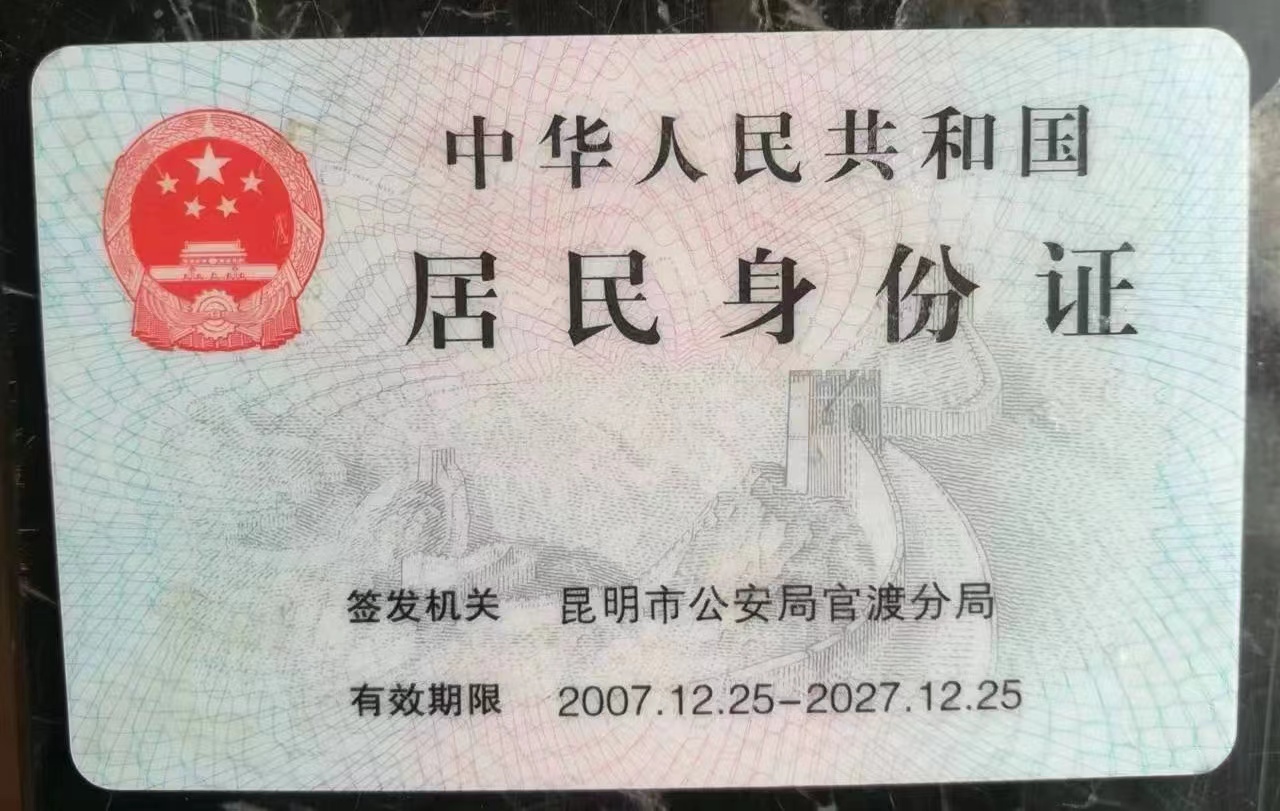 中华人民共和国
居民身份证
签发机关 昆明市公安局官渡分局
有效期限 2007.12.25-2027.12.25